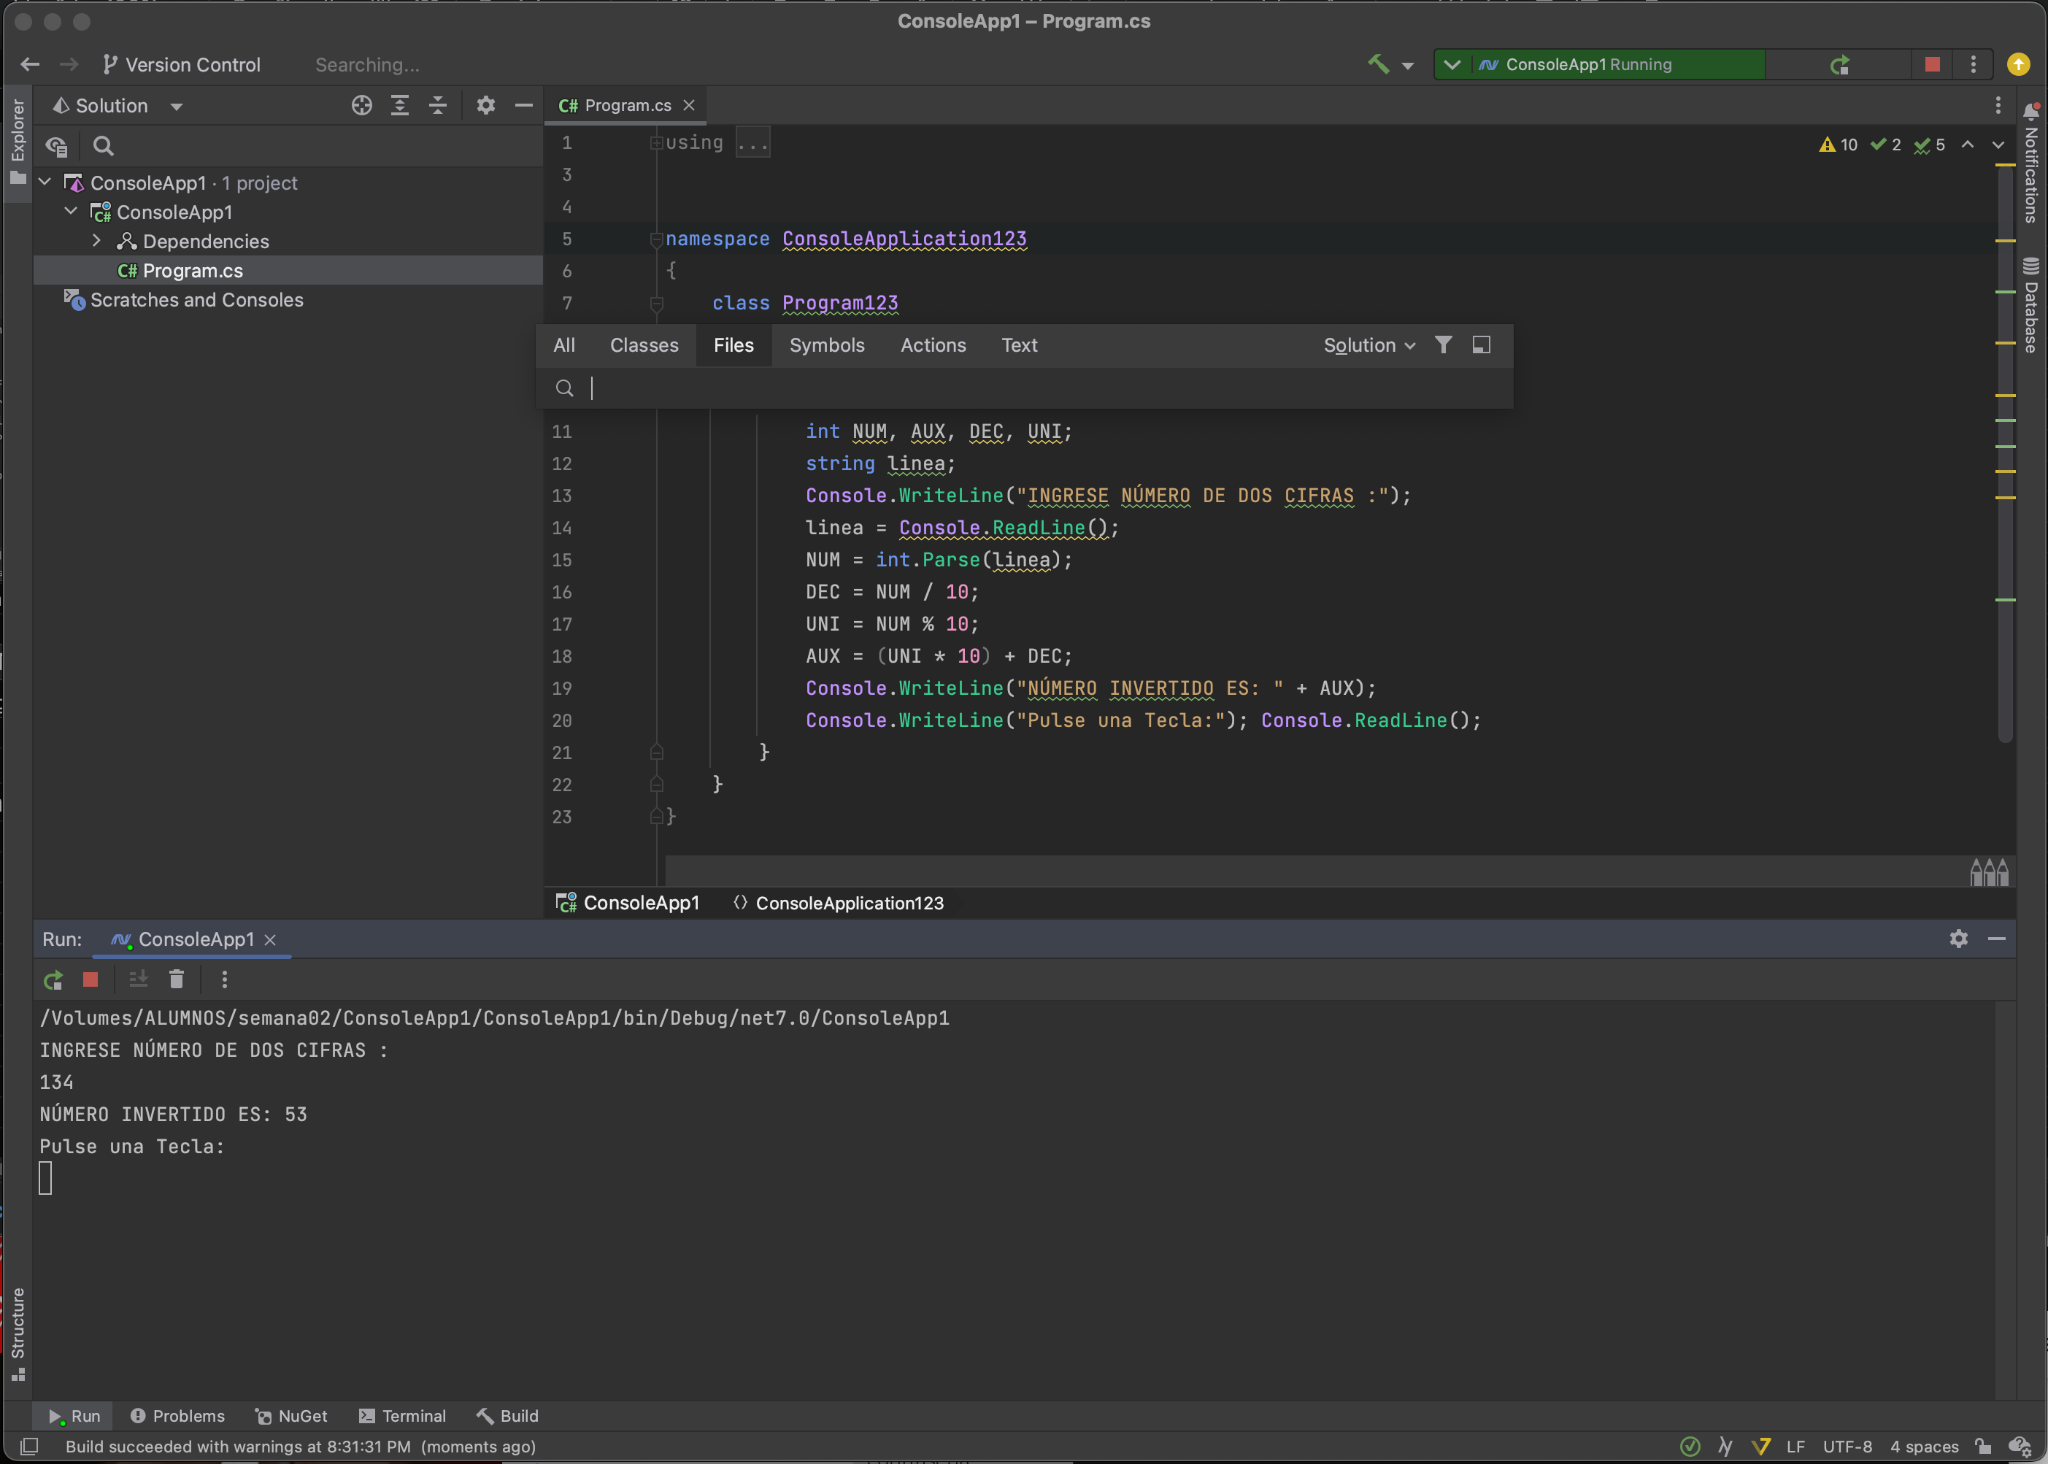 ConsoleApp1 – Program.cs
Version Control
Searching...
ConsoleApp1 Running
Explorer
Solution
C# Program.cs
1 using ...
10 2 5
ConsoleApp1 · 1 project
C# ConsoleApp1
Dependencies
C# Program.cs
Scratches and Consoles
3
4
5 namespace ConsoleApplication123
6 {
7 class Program123
All Classes Files Symbols Actions Text Solution
11 int NUM, AUX, DEC, UNI;
12 string linea;
13 Console.WriteLine("INGRESE NÚMERO DE DOS CIFRAS :");
14 linea = Console.ReadLine();
15 NUM = int.Parse(linea);
16 DEC = NUM / 10;
17 UNI = NUM % 10;
18 AUX = (UNI * 10) + DEC;
19 Console.WriteLine("NÚMERO INVERTIDO ES: " + AUX);
20 Console.WriteLine("Pulse una Tecla:"); Console.ReadLine();
21 }
22 }
23 }
Notifications
Database
C# ConsoleApp1 ConsoleApplication123
Run: ConsoleApp1
/Volumes/ALUMNOS/semana02/ConsoleApp1/ConsoleApp1/bin/Debug/net7.0/ConsoleApp1
INGRESE NÚMERO DE DOS CIFRAS :
134
NÚMERO INVERTIDO ES: 53
Pulse una Tecla:
Structure
Run Problems NuGet Terminal Build
Build succeeded with warnings at 8:31:31 PM (moments ago)
LF UTF-8 4 spaces